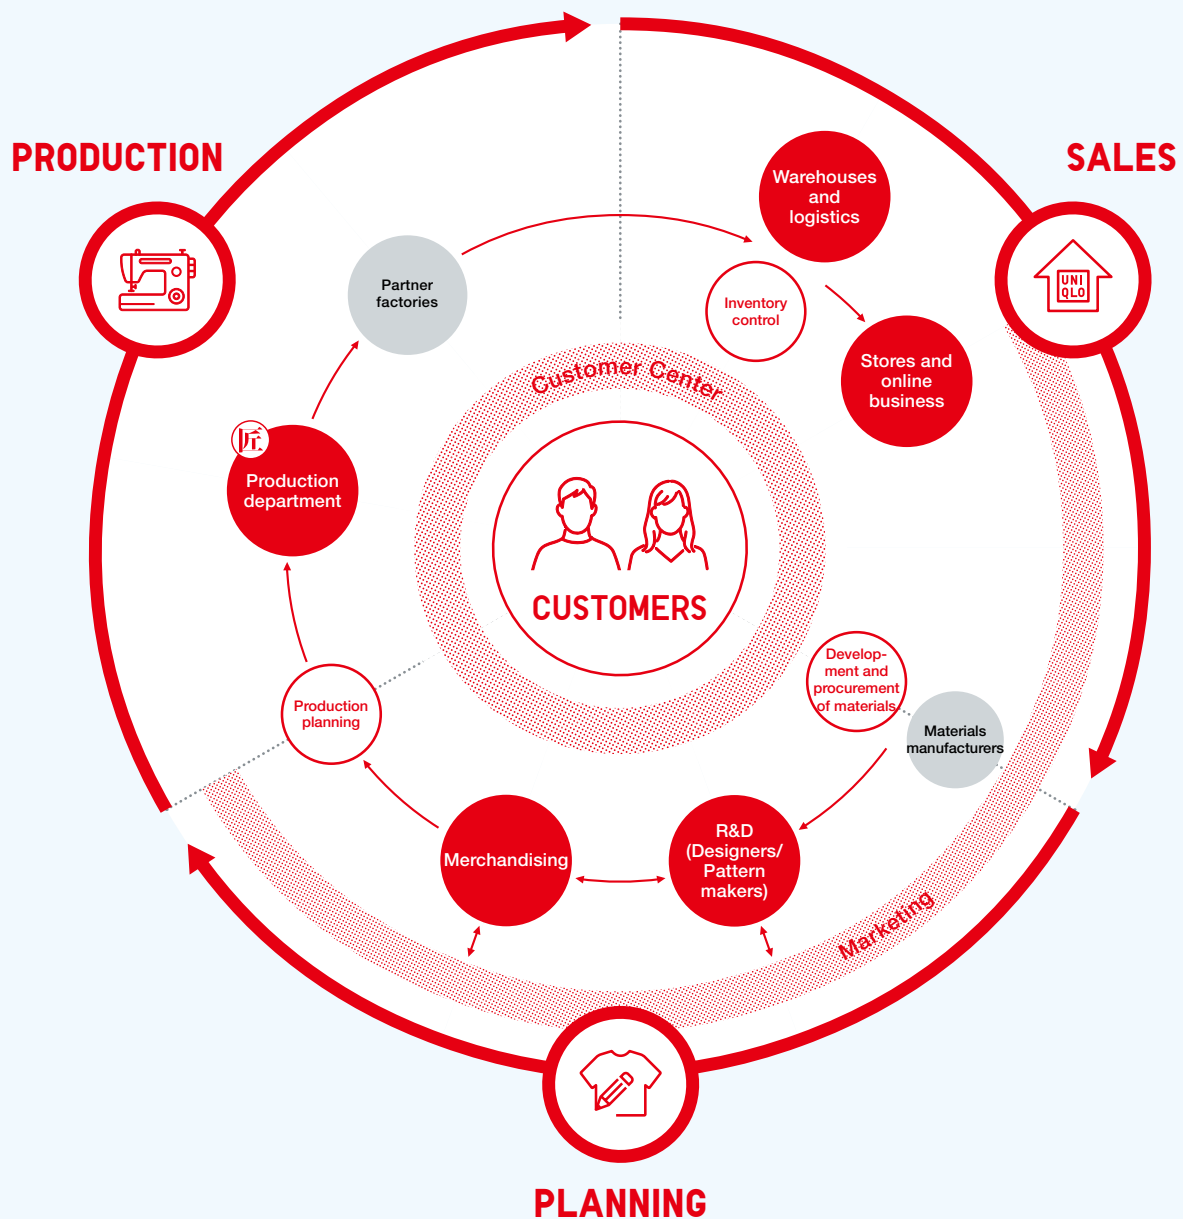 PRODUCTION
SALES
Warehouses
and
logistics
Partner
factories
UNI
QLO
Inventory
control
Stores and
online
business
Customer Center
匠
Production
department
CUSTOMERS
Develop-
ment and
procurement
of materials
Production
planning
Materials
manufacturers
Merchandising
R&D
(Designers/
Pattern
makers)
Marketing
PLANNING